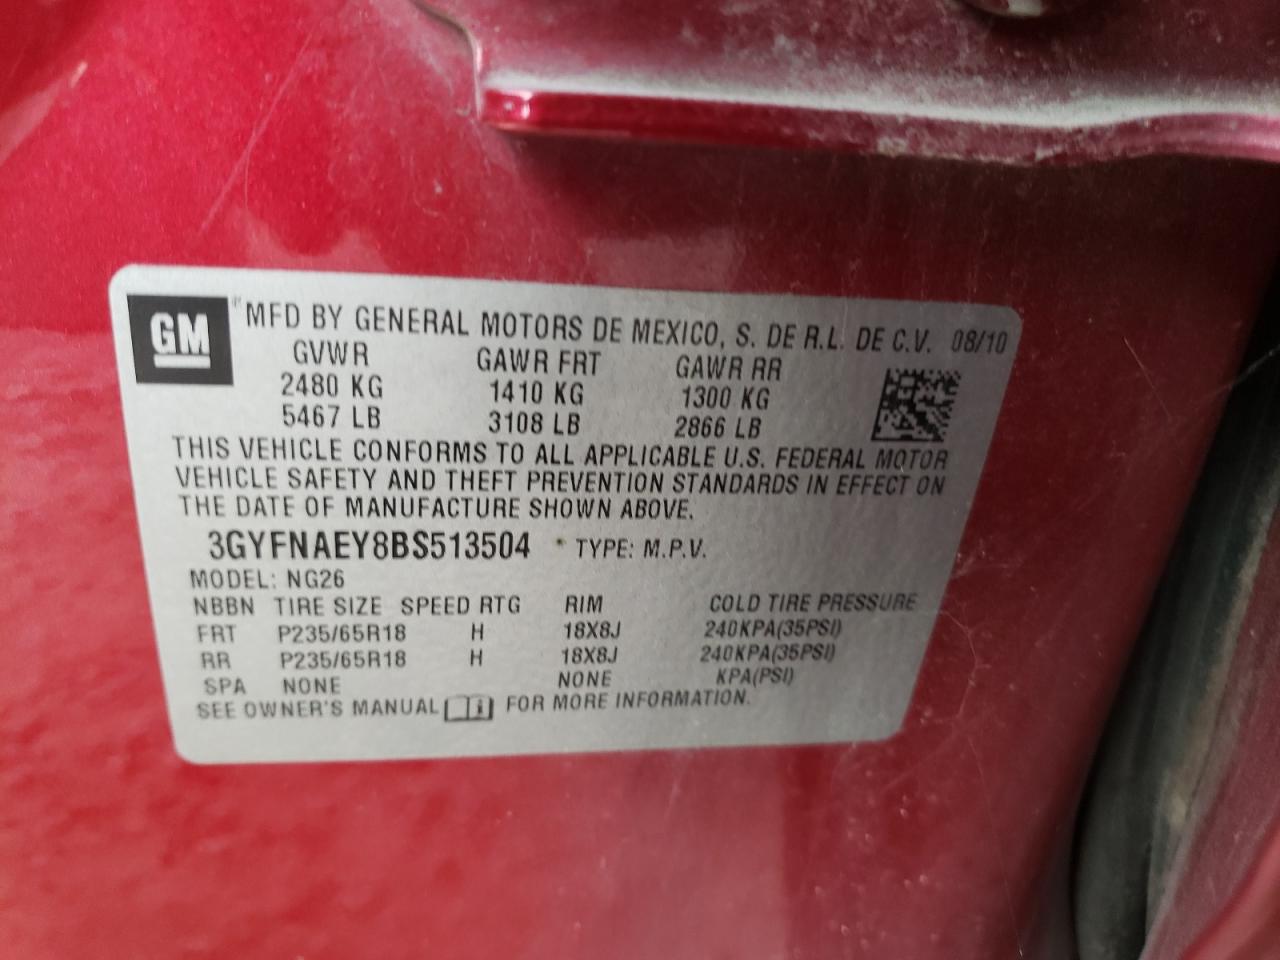 GM
MFD BY GENERAL MOTORS DE MEXICO, S. DE R.L. DE C.V. 08/10
GVWR GAWR FRT GAWR RR
2480 KG 1410 KG 1300 KG
5467 LB 3108 LB 2866 LB
THIS VEHICLE CONFORMS TO ALL APPLICABLE U.S. FEDERAL MOTOR
VEHICLE SAFETY AND THEFT PREVENTION STANDARDS IN EFFECT ON
THE DATE OF MANUFACTURE SHOWN ABOVE.
3GYFNAEY8BS513504 * TYPE: M.P.V.
MODEL: NG26
NBBN TIRE SIZE SPEED RTG RIM COLD TIRE PRESSURE
FRT P235/65R18 H 18X8J 240KPA(35PSI)
RR P235/65R18 H 18X8J 240KPA(35PSI)
SPA NONE NONE KPA(PSI)
SEE OWNER'S MANUAL FOR MORE INFORMATION.